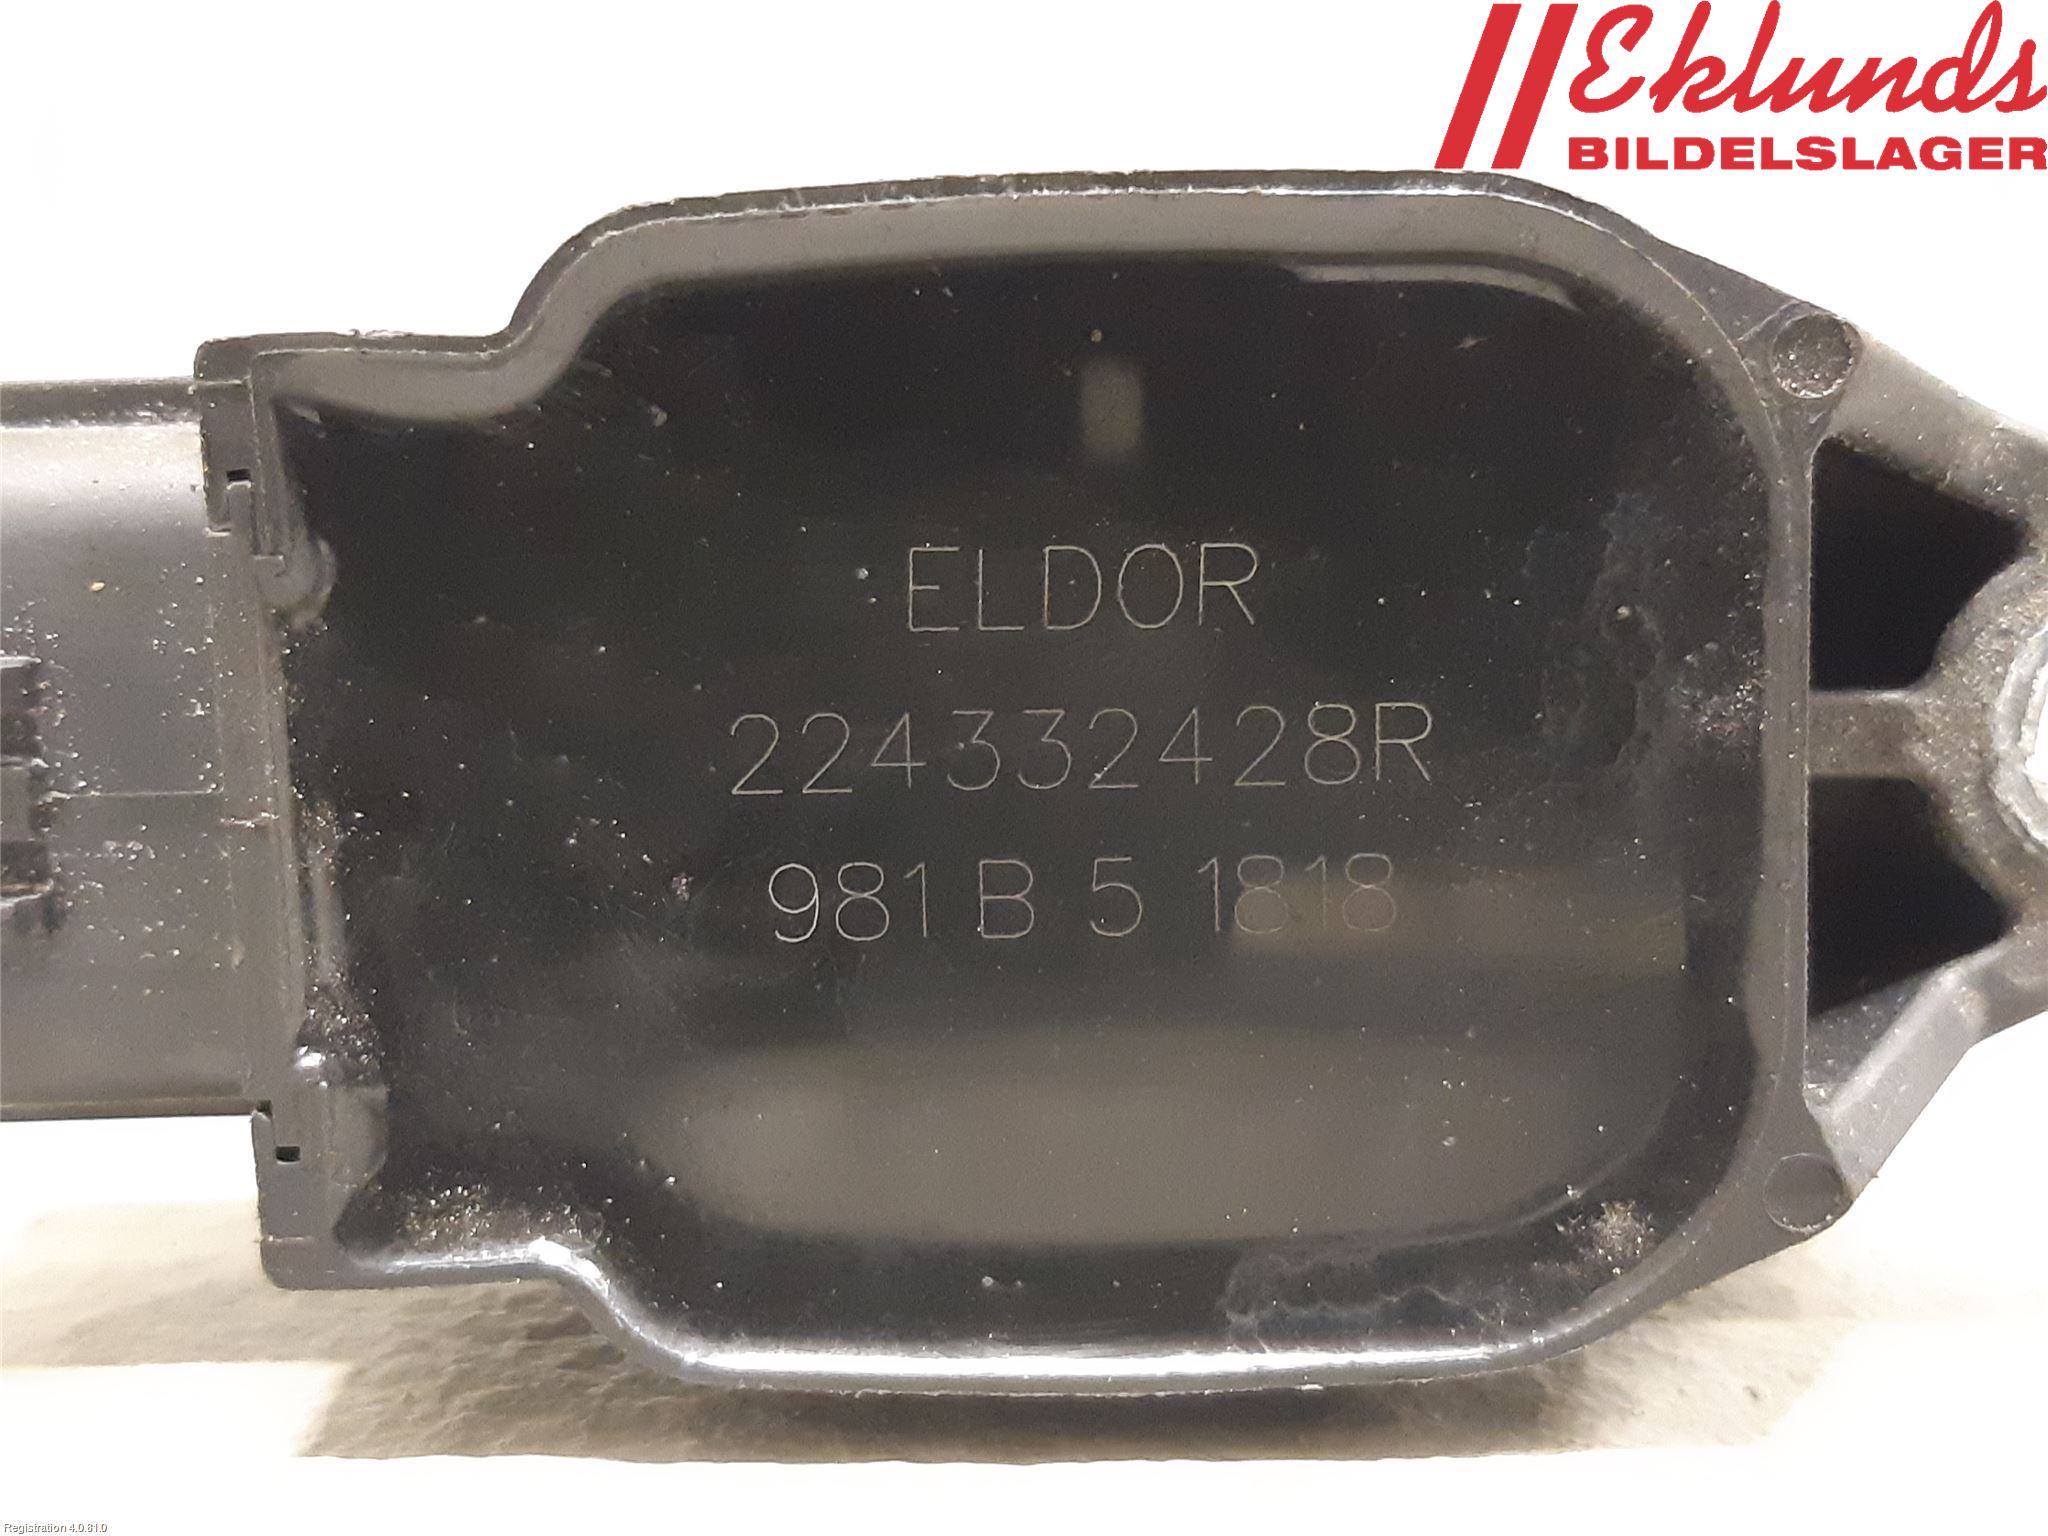 Eklunds
BILDELSLAGER
ELDOR
224332428R
981 B 5 1818
Registration 4.0.81.0